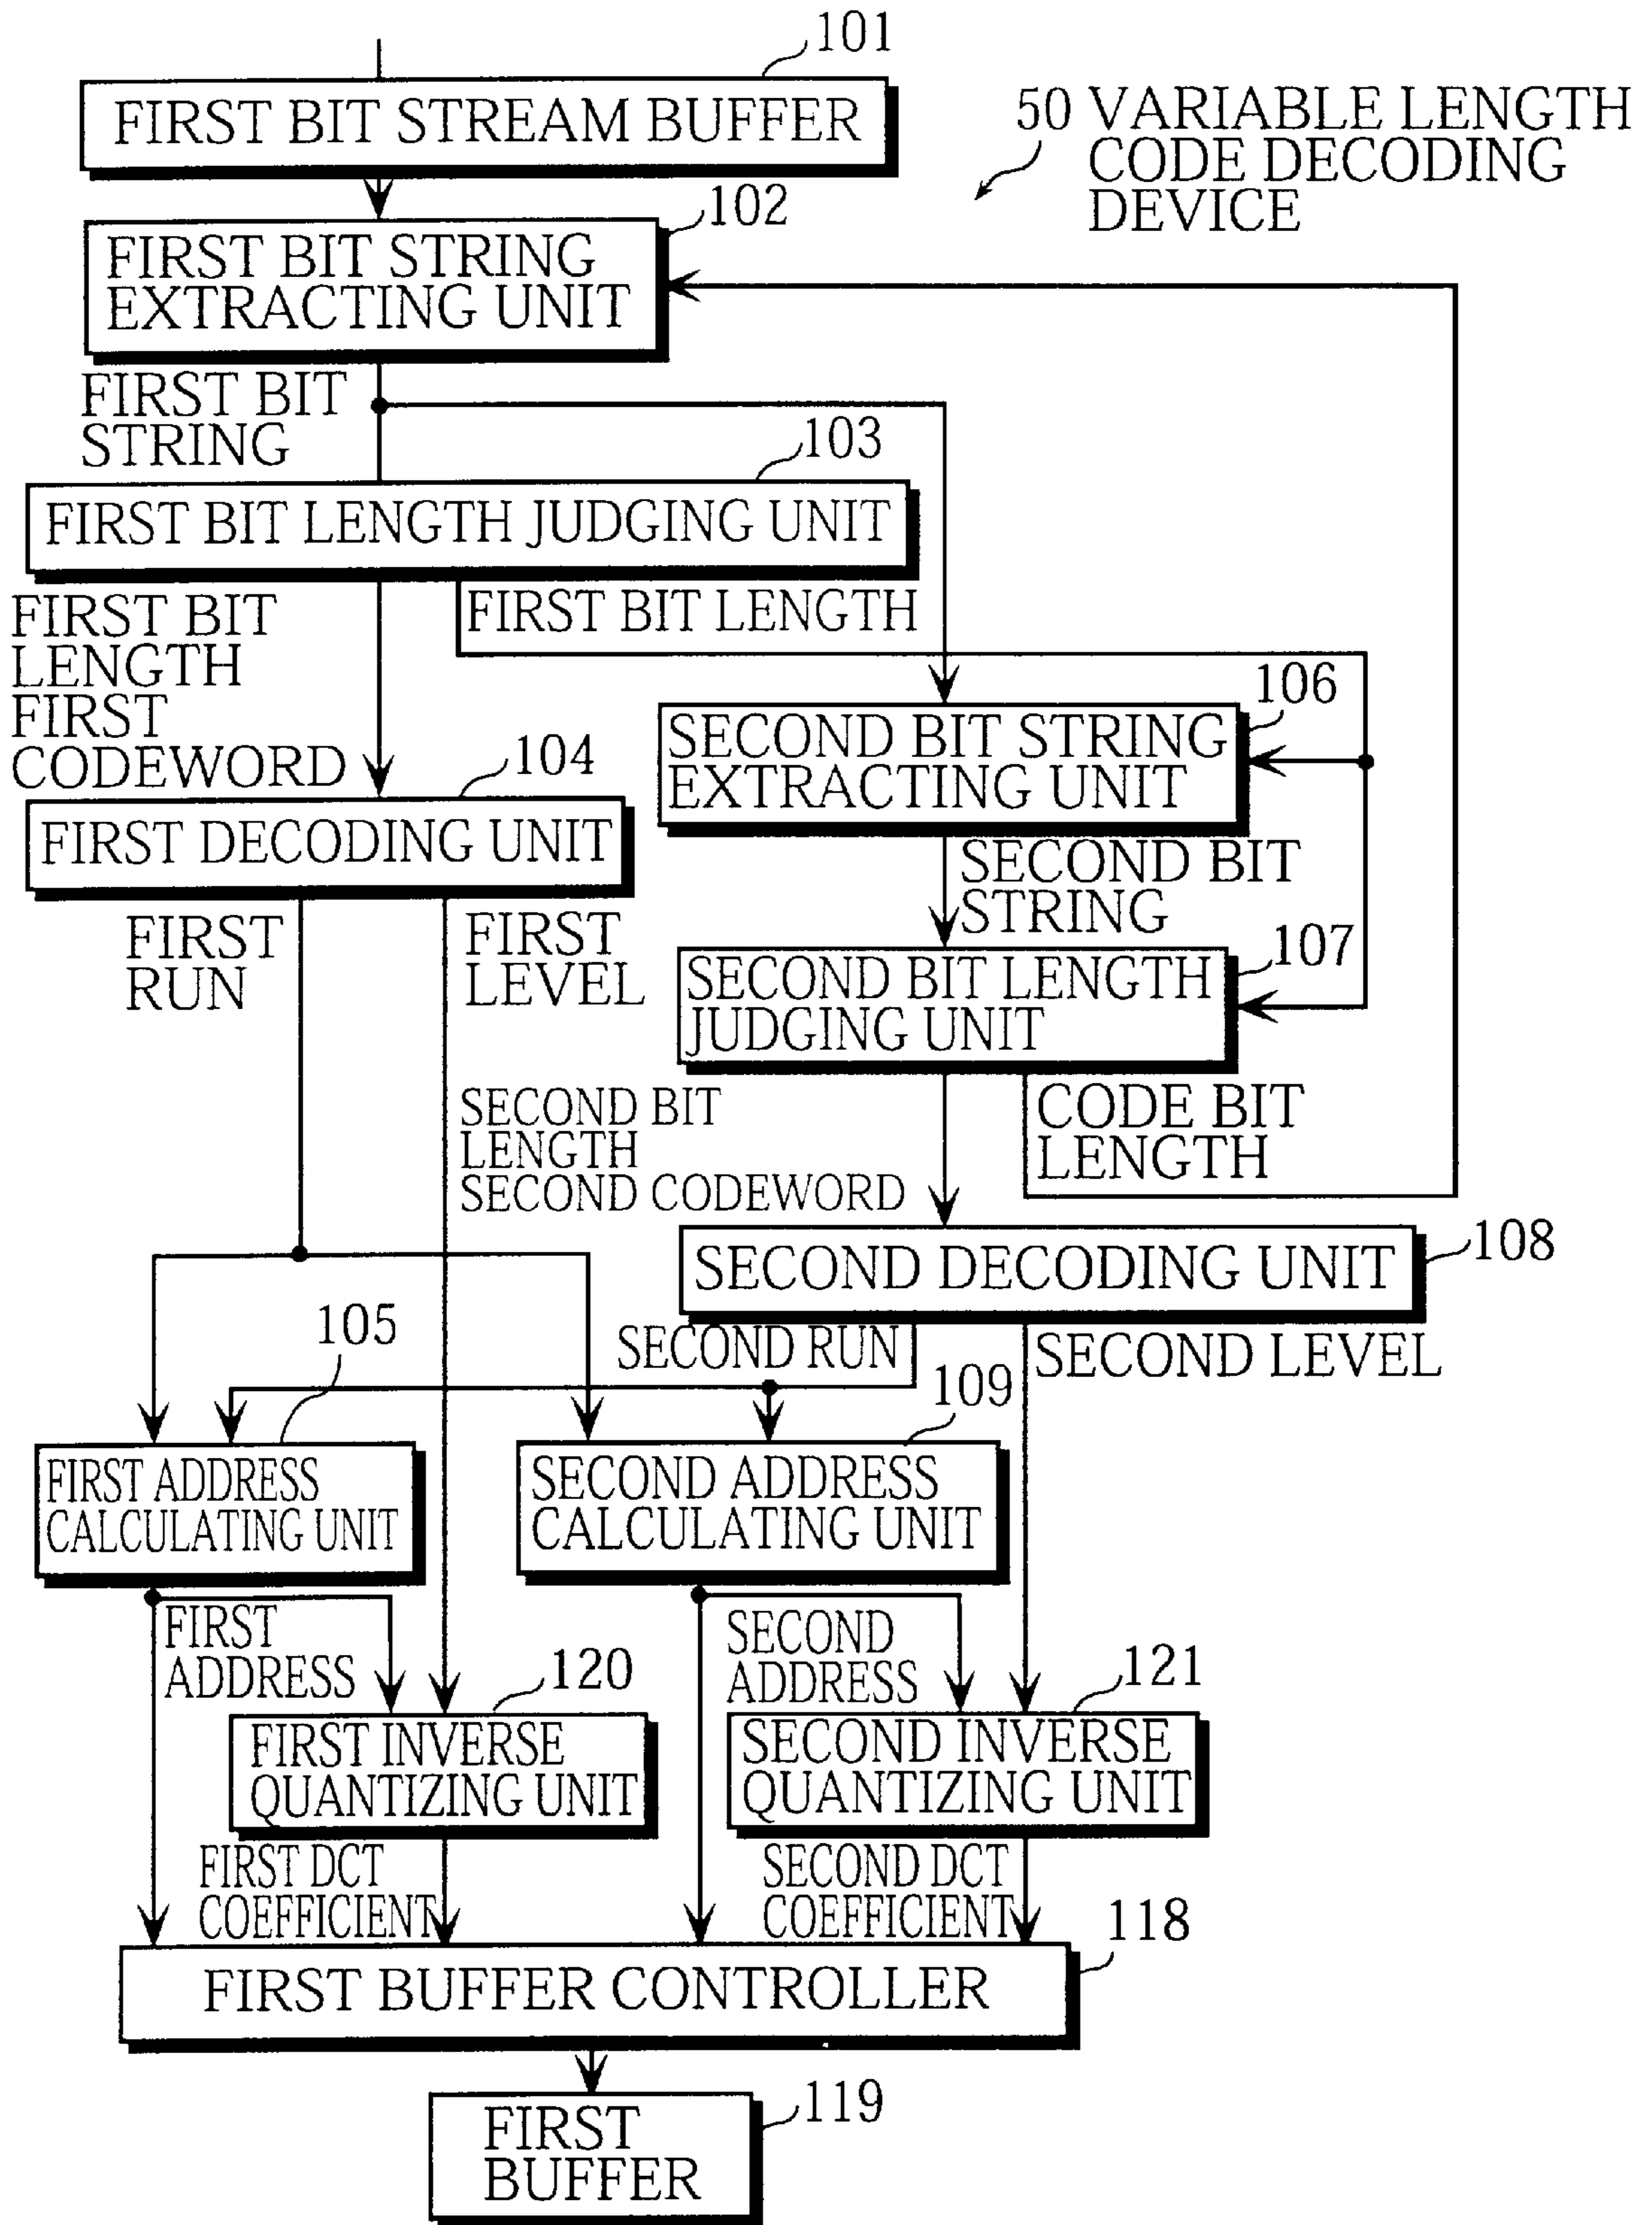 101
FIRST BIT STREAM BUFFER
50 VARIABLE LENGTH
CODE DECODING
DEVICE
102
FIRST BIT STRING
EXTRACTING UNIT
FIRST BIT
STRING
103
FIRST BIT LENGTH JUDGING UNIT
FIRST BIT
LENGTH
FIRST
CODEWORD
FIRST BIT LENGTH
106
SECOND BIT STRING
EXTRACTING UNIT
104
FIRST DECODING UNIT
SECOND BIT
STRING
FIRST
RUN
FIRST
LEVEL
107
SECOND BIT LENGTH
JUDGING UNIT
SECOND BIT
LENGTH
SECOND CODEWORD
CODE BIT
LENGTH
108
SECOND DECODING UNIT
SECOND RUN
SECOND LEVEL
105
FIRST ADDRESS
CALCULATING UNIT
109
SECOND ADDRESS
CALCULATING UNIT
FIRST
ADDRESS
SECOND
ADDRESS
120
FIRST INVERSE
QUANTIZING UNIT
121
SECOND INVERSE
QUANTIZING UNIT
FIRST DCT
COEFFICIENT
SECOND DCT
COEFFICIENT
118
FIRST BUFFER CONTROLLER
119
FIRST
BUFFER